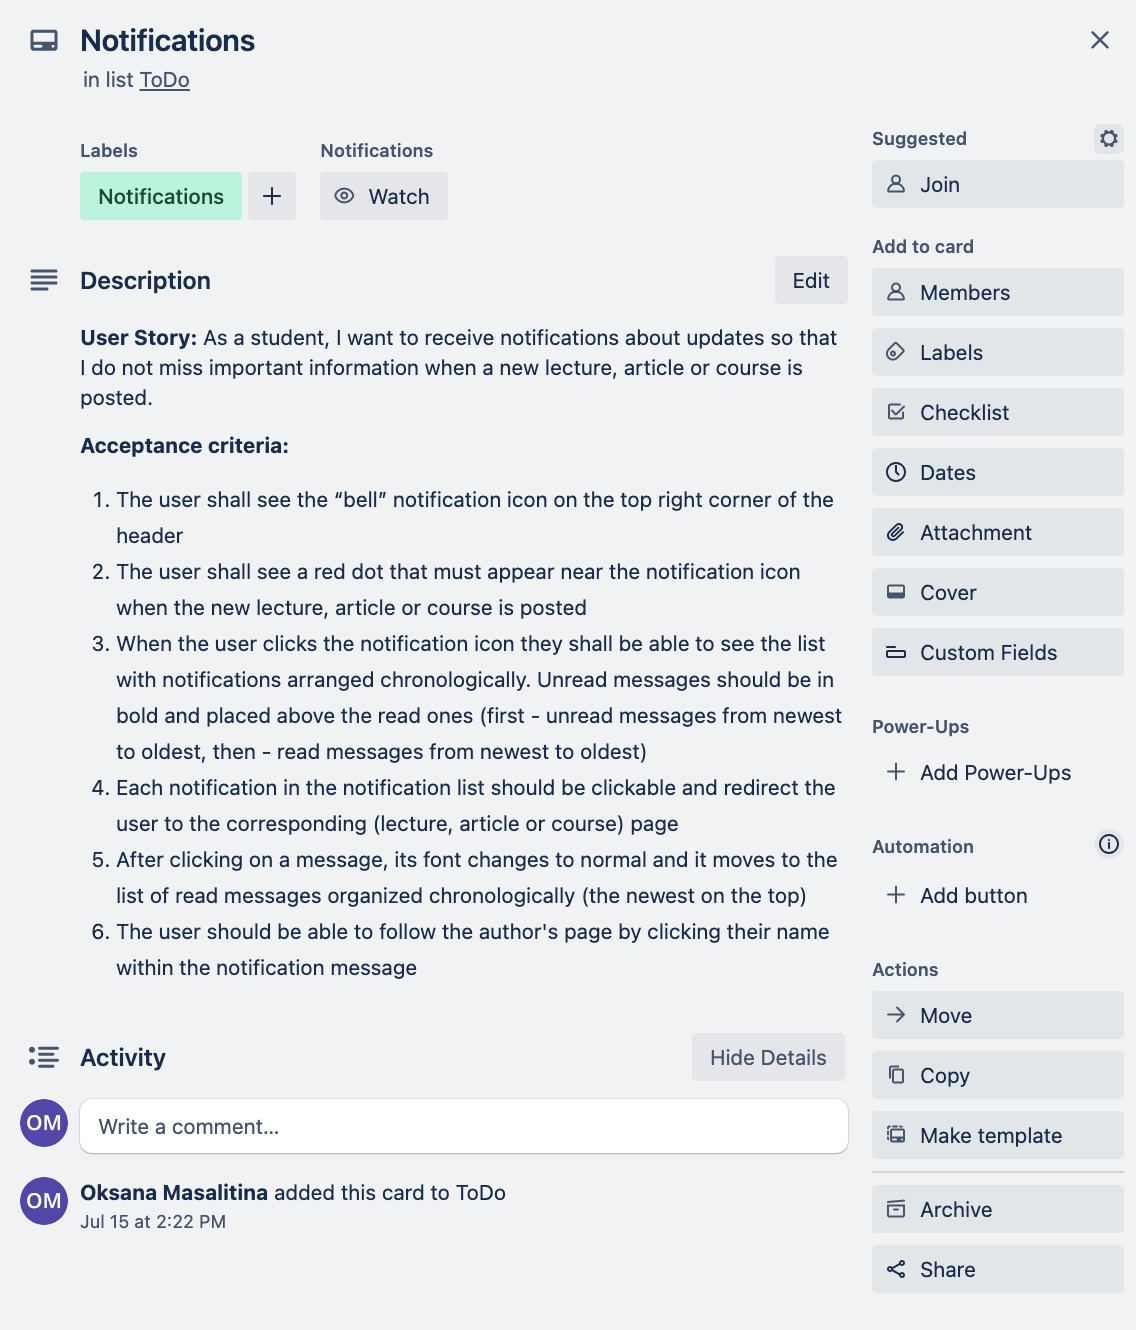 Notifications
in list ToDo
Labels
Notifications
Notifications
Watch
Description
Edit
User Story: As a student, I want to receive notifications about updates so that
I do not miss important information when a new lecture, article or course is
posted.
Acceptance criteria:
1. The user shall see the “bell” notification icon on the top right corner of the
header
2. The user shall see a red dot that must appear near the notification icon
when the new lecture, article or course is posted
3. When the user clicks the notification icon they shall be able to see the list
with notifications arranged chronologically. Unread messages should be in
bold and placed above the read ones (first - unread messages from newest
to oldest, then - read messages from newest to oldest)
4. Each notification in the notification list should be clickable and redirect the
user to the corresponding (lecture, article or course) page
5. After clicking on a message, its font changes to normal and it moves to the
list of read messages organized chronologically (the newest on the top)
6. The user should be able to follow the author's page by clicking their name
within the notification message
Activity
Hide Details
OM
Write a comment...
OM
Oksana Masalitina added this card to ToDo
Jul 15 at 2:22 PM
Suggested
Join
Add to card
Members
Labels
Checklist
Dates
Attachment
Cover
Custom Fields
Power-Ups
Add Power-Ups
Automation
Add button
Actions
Move
Copy
Make template
Archive
Share